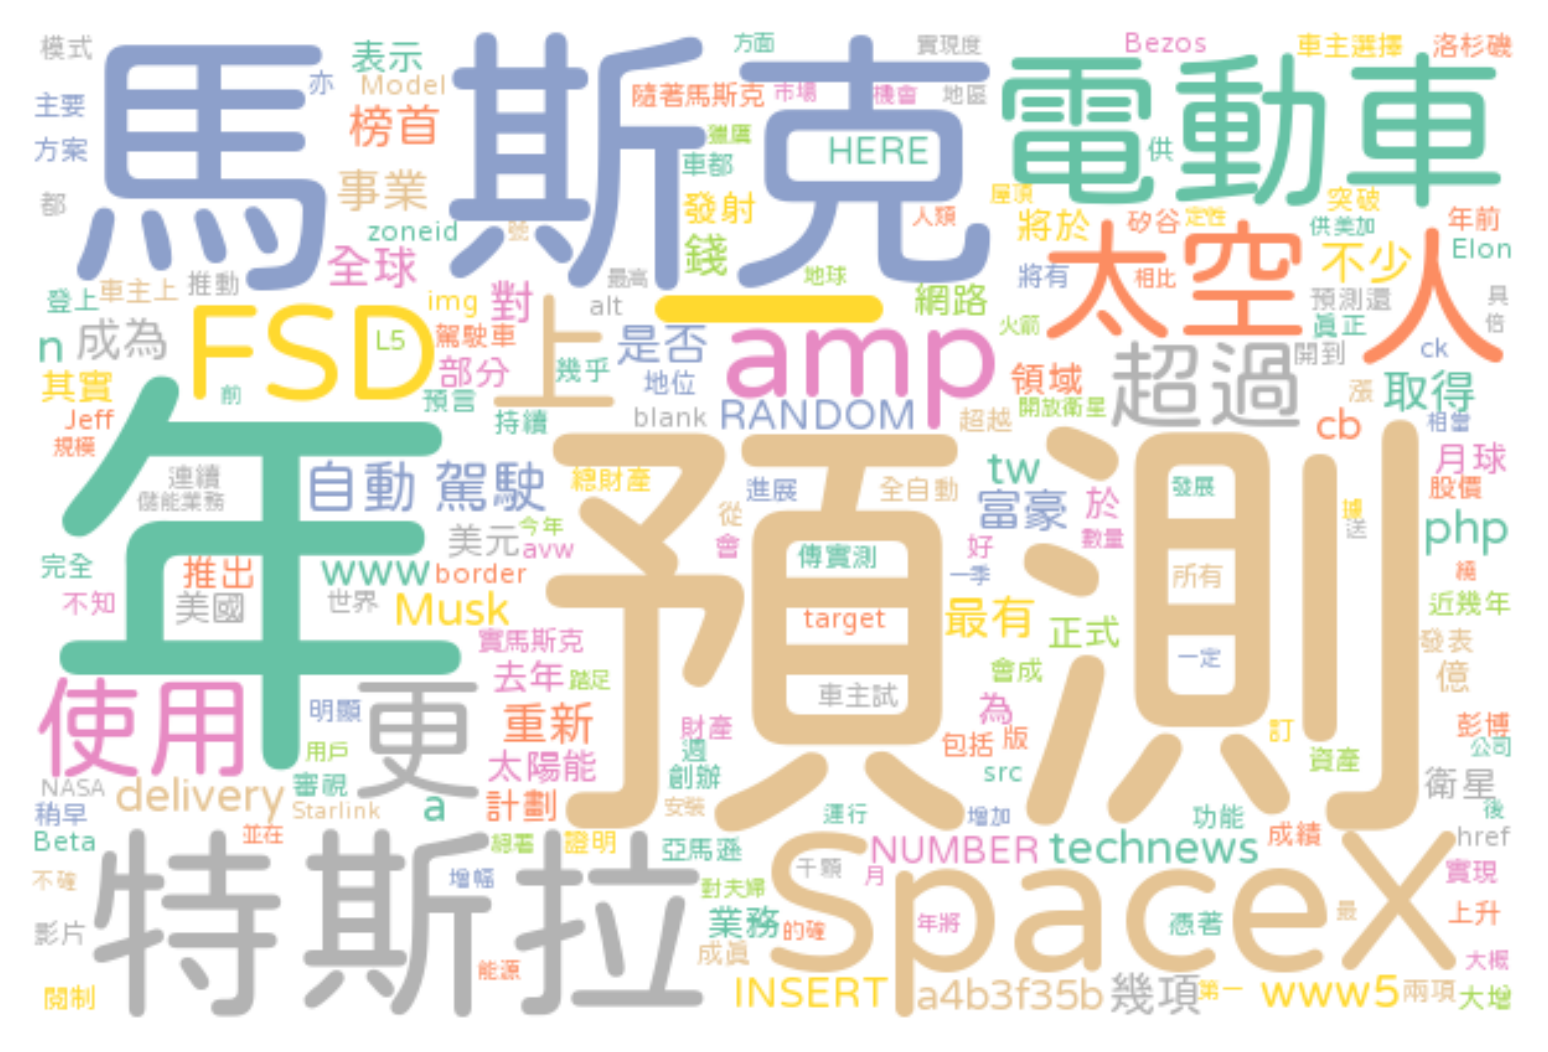 模式
表示
方面
實現度
Bezos
車主選擇
洛杉磯
馬斯克
電動車
亦
Model
主要
隨著馬斯克
市場
機會
地區
榜首
獵鷹
HERE
車都
供
方案
事業
發射
都
人類
屋頂
突破
將於
矽谷
定性
供美加
年前
zoneid
號
錢
太空人
不少
Elon
全球
最高
地球
將有
相比
推動
車主上
登上
img
對
alt
一
網路
預測還
具
n
成為
FSD
L5
駕駛車
上
是否
amp
火箭
真正
倍
超過
開到
ck
其實
前
部分
幾乎
地位
領域
漲
取得
預言
Jeff
持續
blank
RANDOM
超越
開放衛星
cb
相當
規模
年
預測
連續
自動
駕駛
總財產
進展
全自動
tw
發展
月球
股價
儲能業務
富豪
於
從
美元
今年
avw
會
傳實測
好
數量
送
php
完全
推出
www
border
一季
所有
繞
不知
美國
世界
Musk
target
最有
正式
近幾年
實馬斯克
一定
發表
使用
更
去年
踏足
車主試
會成
億
明顯
重新
財產
為
彭博
用戶
週
包括
版
訂
公司
太陽能
創辦
src
資產
NASA
delivery
審視
衛星
稍早
Starlink
a
計劃
安裝
運行
增加
功能
後
Beta
並在
證明
亞馬遜
NUMBER
technews
成績
href
特斯拉
SpaceX
不確
增幅
對夫婦
月
實現
影片
業務
的確
年將
憑著
最
上升
能源
成真
大概
閱制
INSERT
a4b3f35b
幾項
第一
www5
兩項
大增